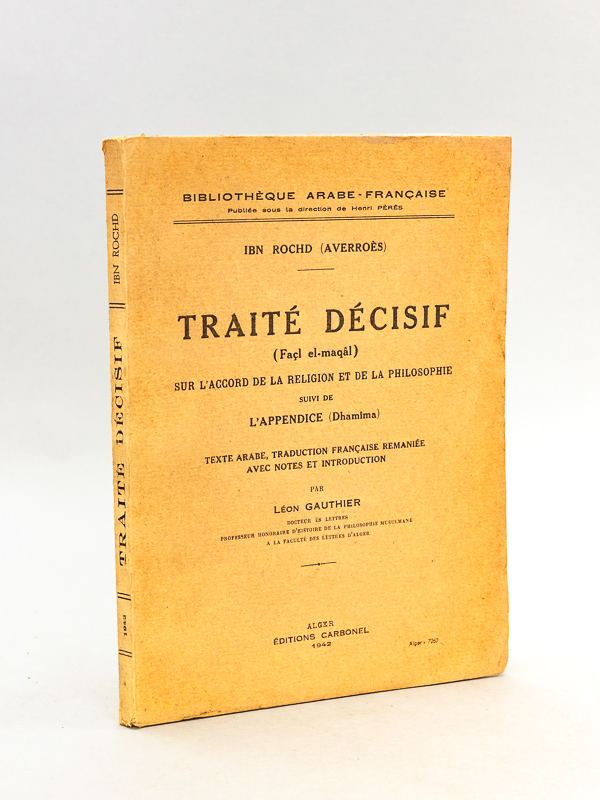 BIBLIOTHÈQUE ARABE-FRANÇAISE
Publiée sous la direction de Henri PÉRÈS
IBN ROCHD (AVERROÈS)
TRAITÉ DÉCISIF
(Façl el-maqâl)
SUR L'ACCORD DE LA RELIGION ET DE LA PHILOSOPHIE
SUIVI DE
L'APPENDICE (Dhamîma)
TEXTE ARABE, TRADUCTION FRANÇAISE REMANIÉE
AVEC NOTES ET INTRODUCTION
PAR
LÉON GAUTHIER
DOCTEUR ÈS LETTRES
PROFESSEUR HONORAIRE D'HISTOIRE DE LA PHILOSOPHIE MUSULMANE
A LA FACULTÉ DES LETTRES D'ALGER
ALGER
ÉDITIONS CARBONEL
1942
Alger - 7257
IBN ROCHD
TRAITÉ DÉCISIF
1942